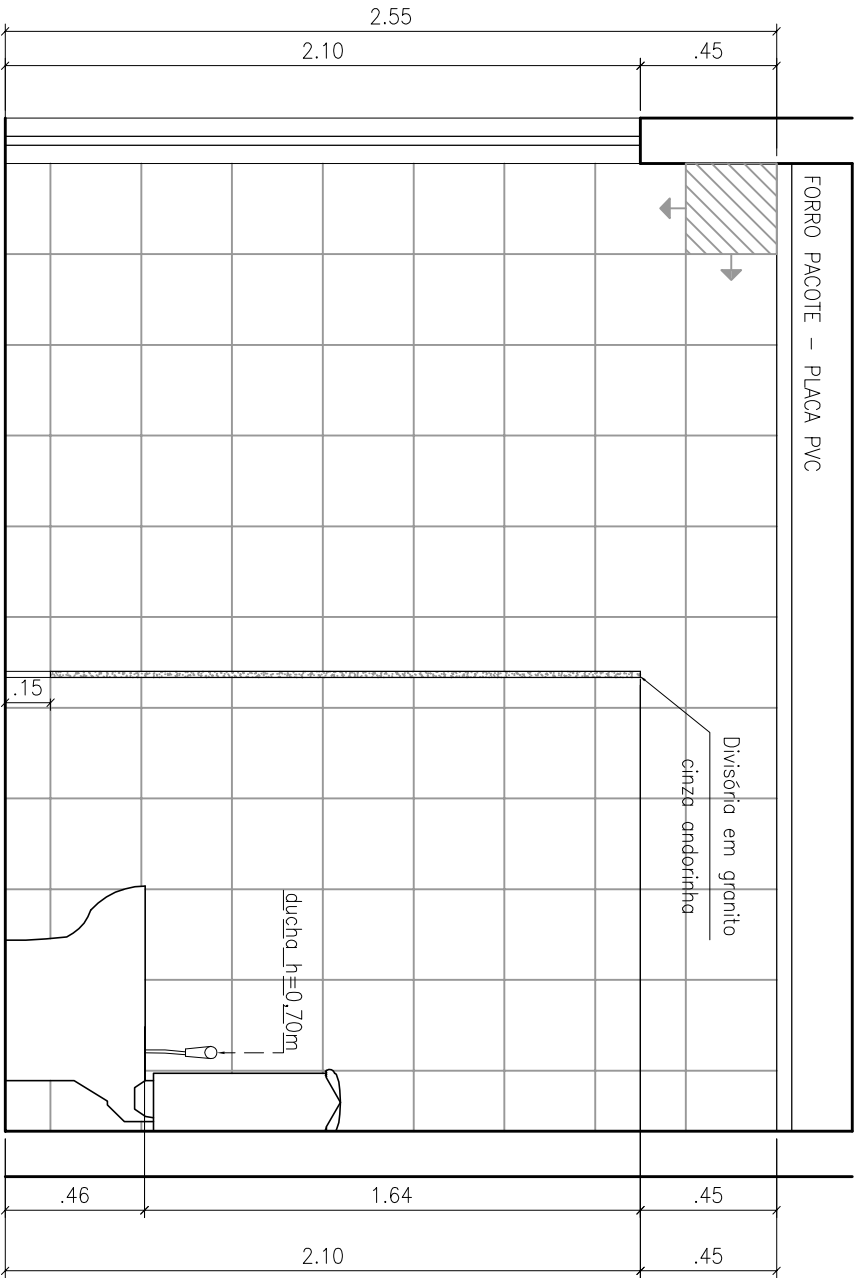 2.55
2.10
.45
FORRO PACOTE - PLACA PVC
.15
Divisória em granito
cinza andorinha
ducha h=0,70m
.46
1.64
.45
2.10
.45